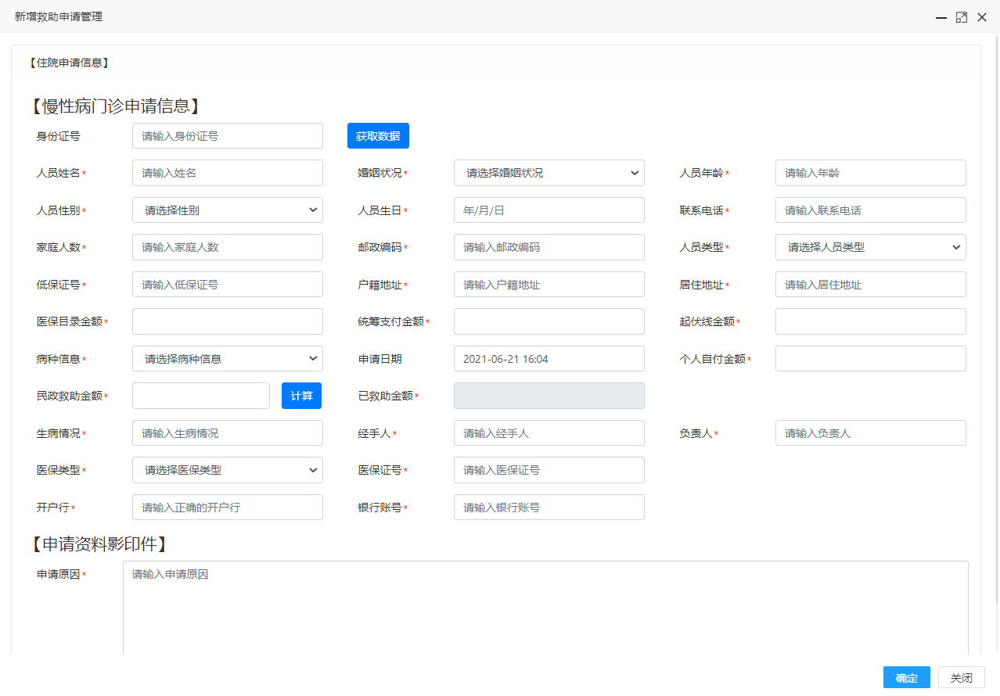 新增救助申请管理
【住院申请信息】
【慢性病门诊申请信息】
身份证号 请输入身份证号 获取数据
人员姓名* 请输入姓名 婚姻状况* 请选择婚姻状况 人员年龄* 请输入年龄
人员性别* 请选择性别 人员生日* 年/月/日 联系电话* 请输入联系电话
家庭人数* 请输入家庭人数 邮政编码* 请输入邮政编码 人员类型* 请选择人员类型
低保证号* 请输入低保证号 户籍地址* 请输入户籍地址 居住地址* 请输入居住地址
医保目录金额* 统筹支付金额* 起伏线金额*
病种信息* 请选择病种信息 申请日期 2021-06-21 16:04 个人自付金额*
民政救助金额* 计算 已救助金额*
生病情况* 请输入生病情况 经手人* 请输入经手人 负责人* 请输入负责人
医保类型* 请选择医保类型 医保证号* 请输入医保证号
开户行* 请输入正确的开户行 银行账号* 请输入银行账号
【申请资料影印件】
申请原因* 请输入申请原因
确定 关闭